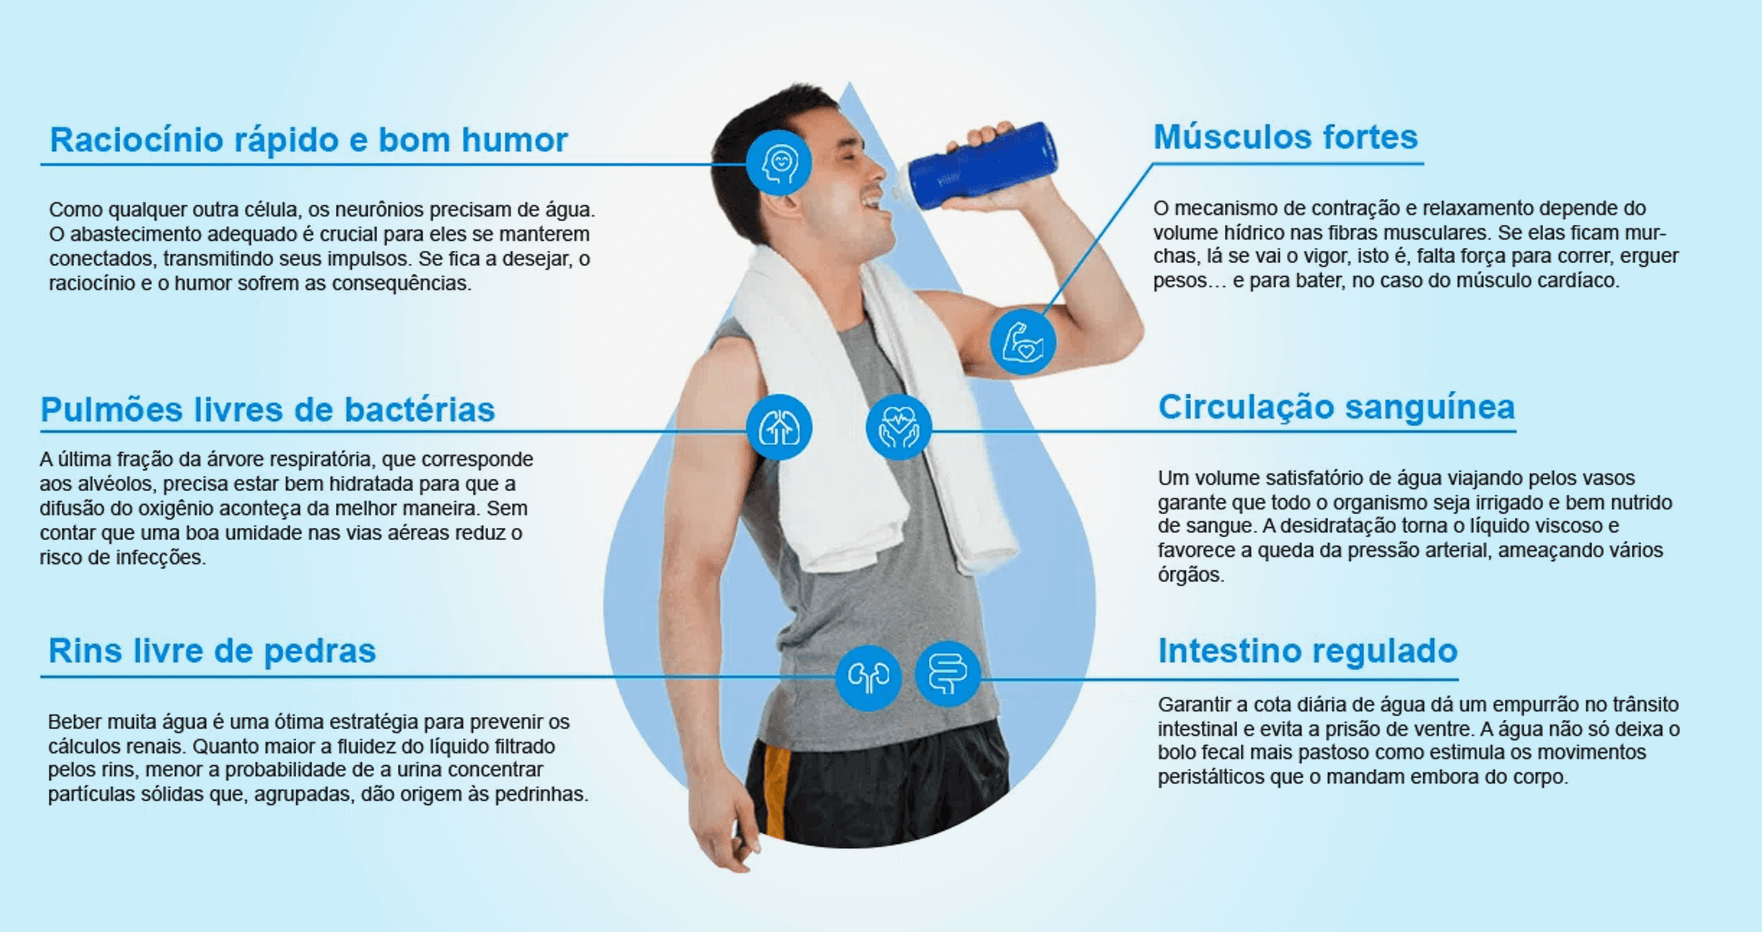 Raciocínio rápido e bom humor
Como qualquer outra célula, os neurônios precisam de água.
O abastecimento adequado é crucial para eles se manterem
conectados, transmitindo seus impulsos. Se fica a desejar, o
raciocínio e o humor sofrem as consequências.
Pulmões livres de bactérias
A última fração da árvore respiratória, que corresponde
aos alvéolos, precisa estar bem hidratada para que a
difusão do oxigênio aconteça da melhor maneira. Sem
contar que uma boa umidade nas vias aéreas reduz o
risco de infecções.
Rins livre de pedras
Beber muita água é uma ótima estratégia para prevenir os
cálculos renais. Quanto maior a fluidez do líquido filtrado
pelos rins, menor a probabilidade de a urina concentrar
partículas sólidas que, agrupadas, dão origem às pedrinhas.
Músculos fortes
O mecanismo de contração e relaxamento depende do
volume hídrico nas fibras musculares. Se elas ficam mur-
chas, lá se vai o vigor, isto é, falta força para correr, erguer
pesos… e para bater, no caso do músculo cardíaco.
Circulação sanguínea
Um volume satisfatório de água viajando pelos vasos
garante que todo o organismo seja irrigado e bem nutrido
de sangue. A desidratação torna o líquido viscoso e
favorece a queda da pressão arterial, ameaçando vários
órgãos.
Intestino regulado
Garantir a cota diária de água dá um empurrão no trânsito
intestinal e evita a prisão de ventre. A água não só deixa o
bolo fecal mais pastoso como estimula os movimentos
peristálticos que o mandam embora do corpo.